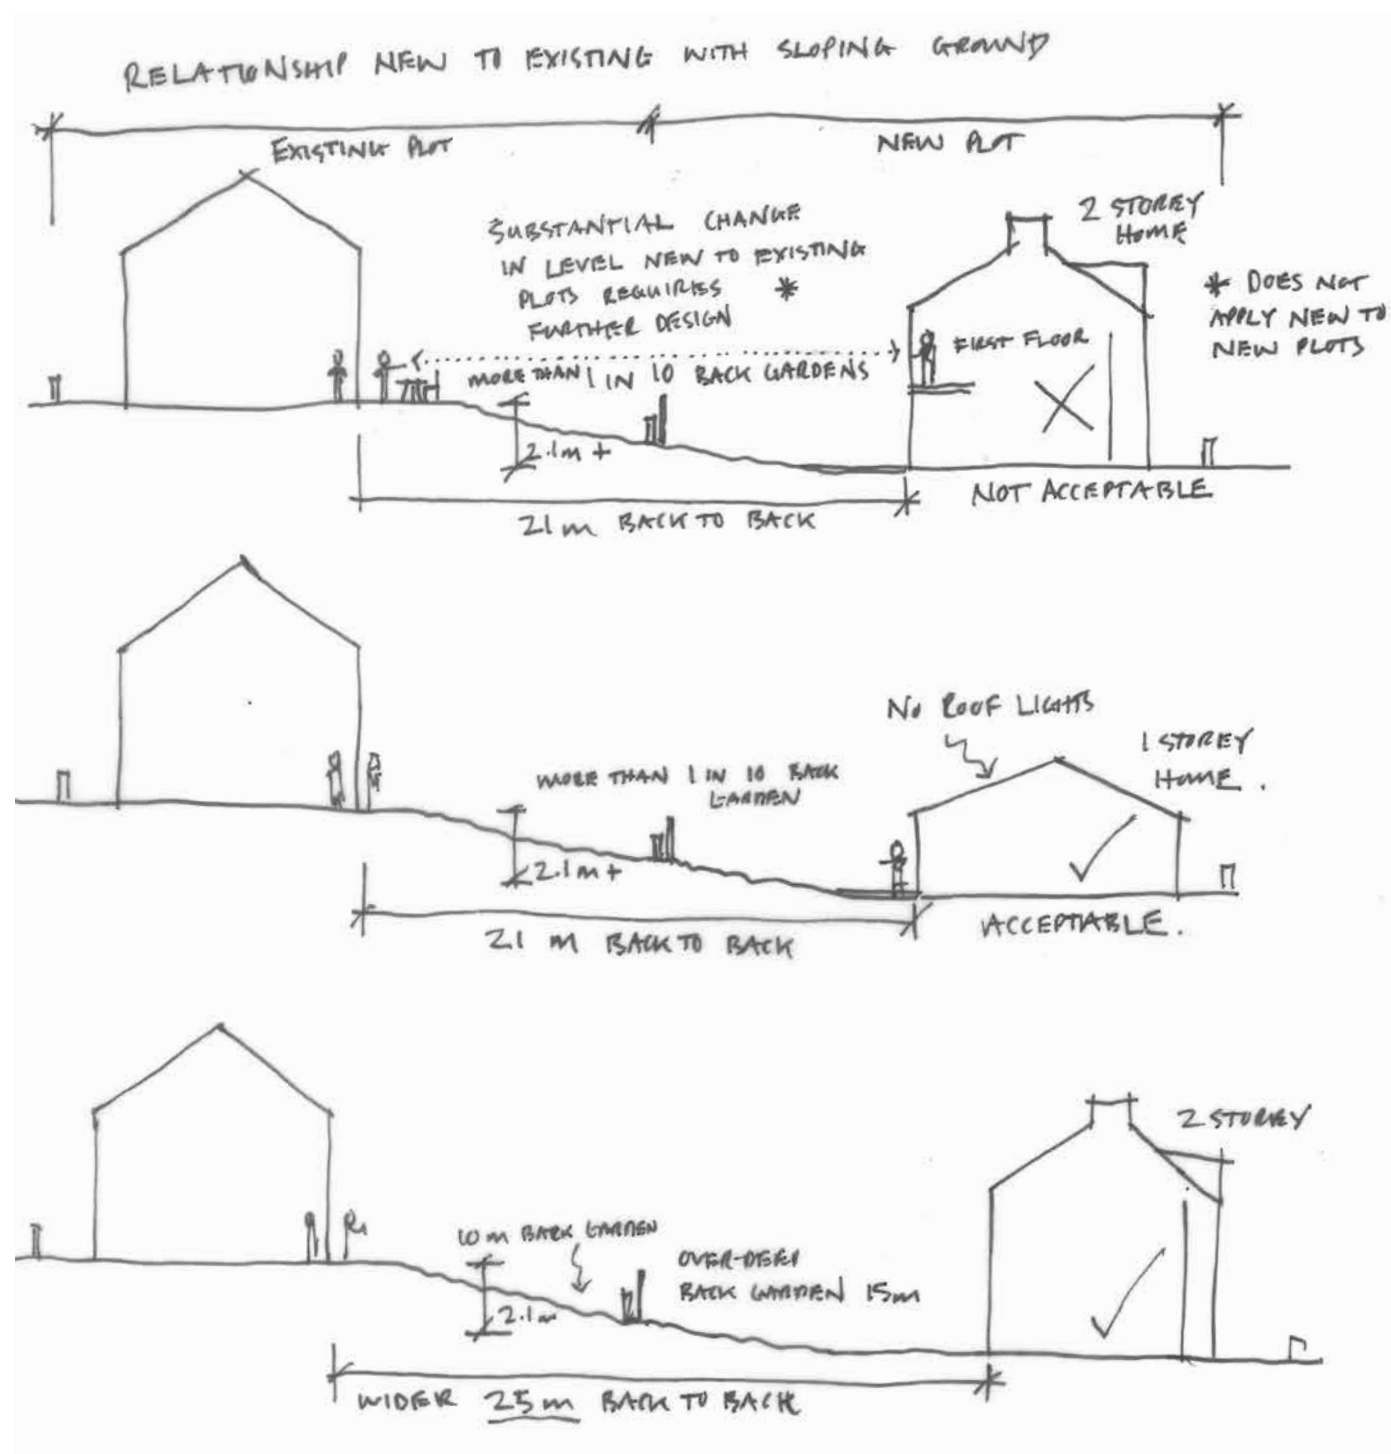 RELATIONSHIP NEW TO EXISTING WITH SLOPING GROUND
EXISTING PLOT
NEW PLOT
SUBSTANTIAL CHANGE
IN LEVEL NEW TO EXISTING
PLOTS REQUIRES *
FURTHER DESIGN
2 STOREY
HOME
* DOES NOT
APPLY NEW TO
NEW PLOTS
FIRST FLOOR
MORE THAN 1 IN 10 BACK GARDENS
2.1m +
21m BACK TO BACK
NOT ACCEPTABLE
NO ROOF LIGHTS
1 STOREY
HOME.
MORE THAN 1 IN 10 BACK
GARDEN
2.1m +
21 m BACK TO BACK
ACCEPTABLE.
2 STOREY
10m BACK GARDEN
OVER-DEEP
BACK GARDEN 15m
2.1m
WIDER 25m BACK TO BACK